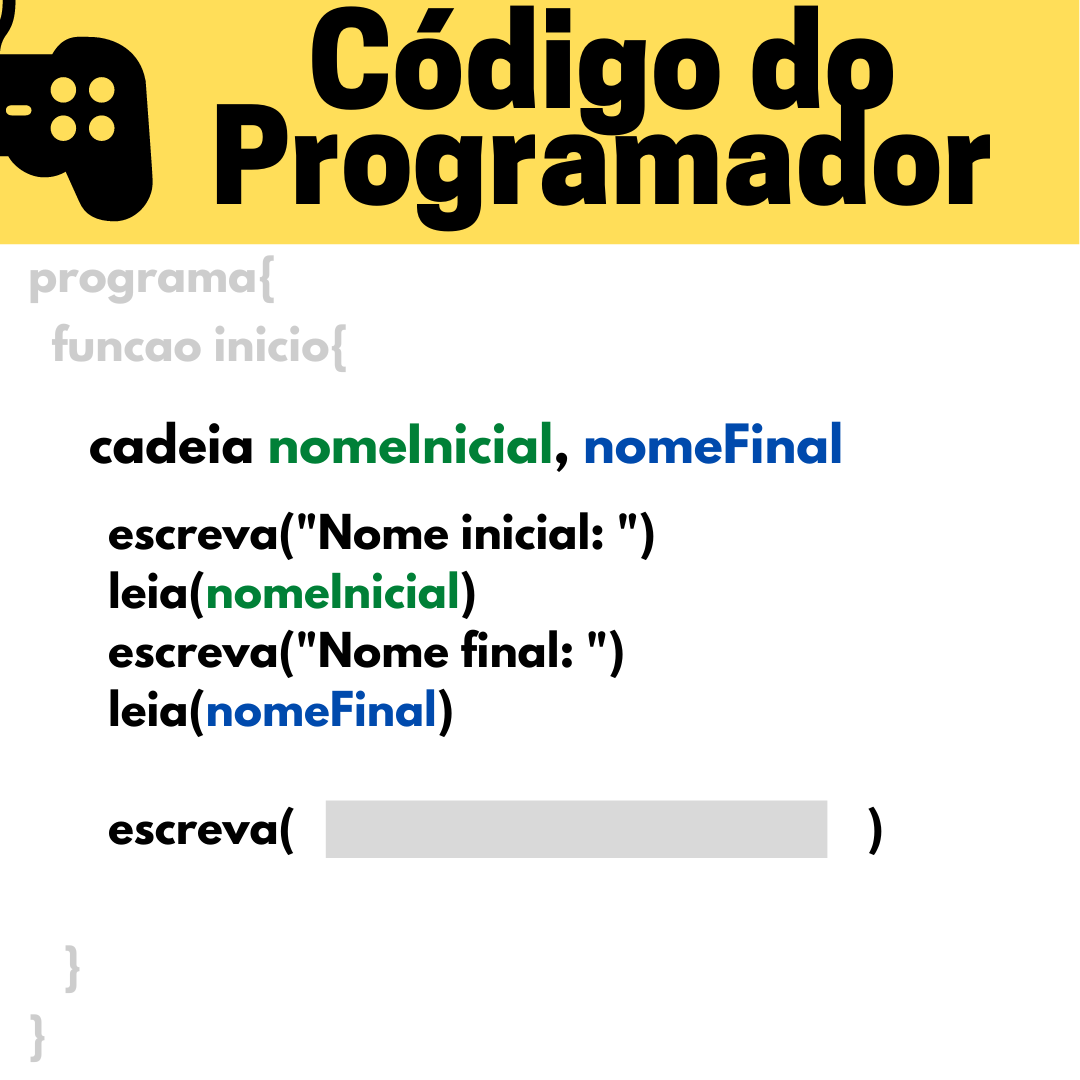 Código do
Programador
programa{
funcao inicio{
cadeia nomeInicial, nomeFinal
escreva("Nome inicial: ")
leia(nomeInicial)
escreva("Nome final: ")
leia(nomeFinal)
escreva( )
}
}